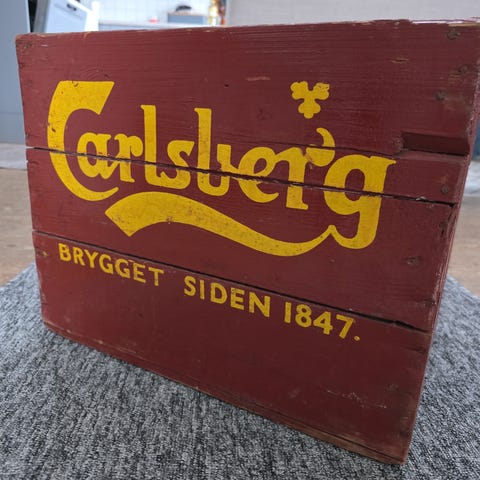 Carlsberg
BRYGGET SIDEN 1847.